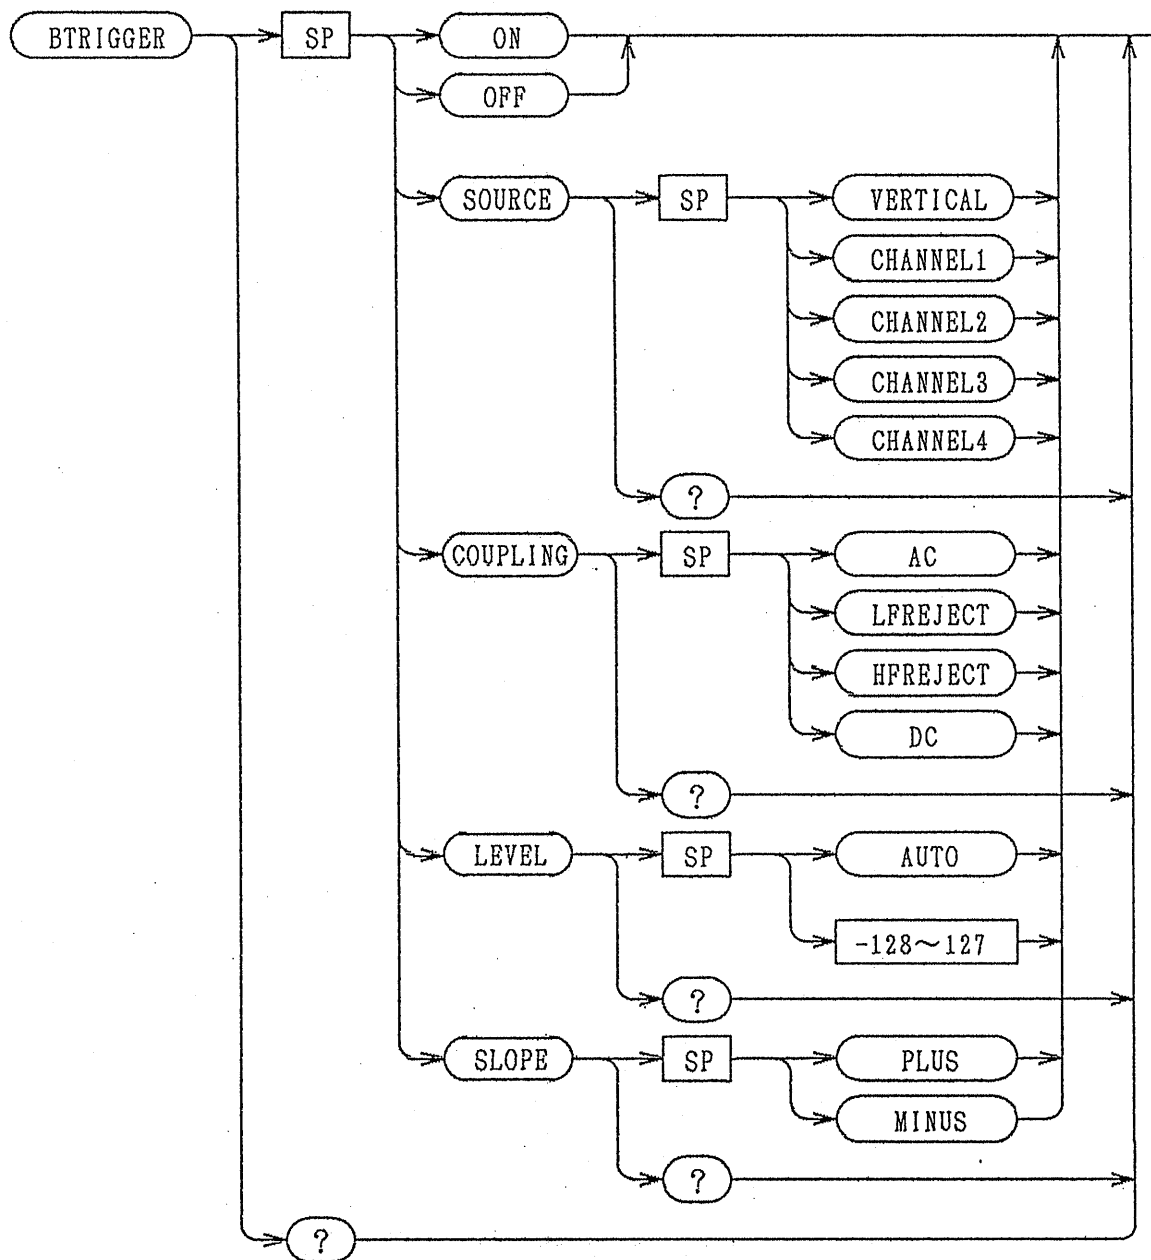 BTRIGGER SP ON
OFF
SOURCE SP VERTICAL
CHANNEL1
CHANNEL2
CHANNEL3
CHANNEL4
?
COUPLING SP AC
LFREJECT
HFREJECT
DC
?
LEVEL SP AUTO
-128～127
?
SLOPE SP PLUS
MINUS
?
?